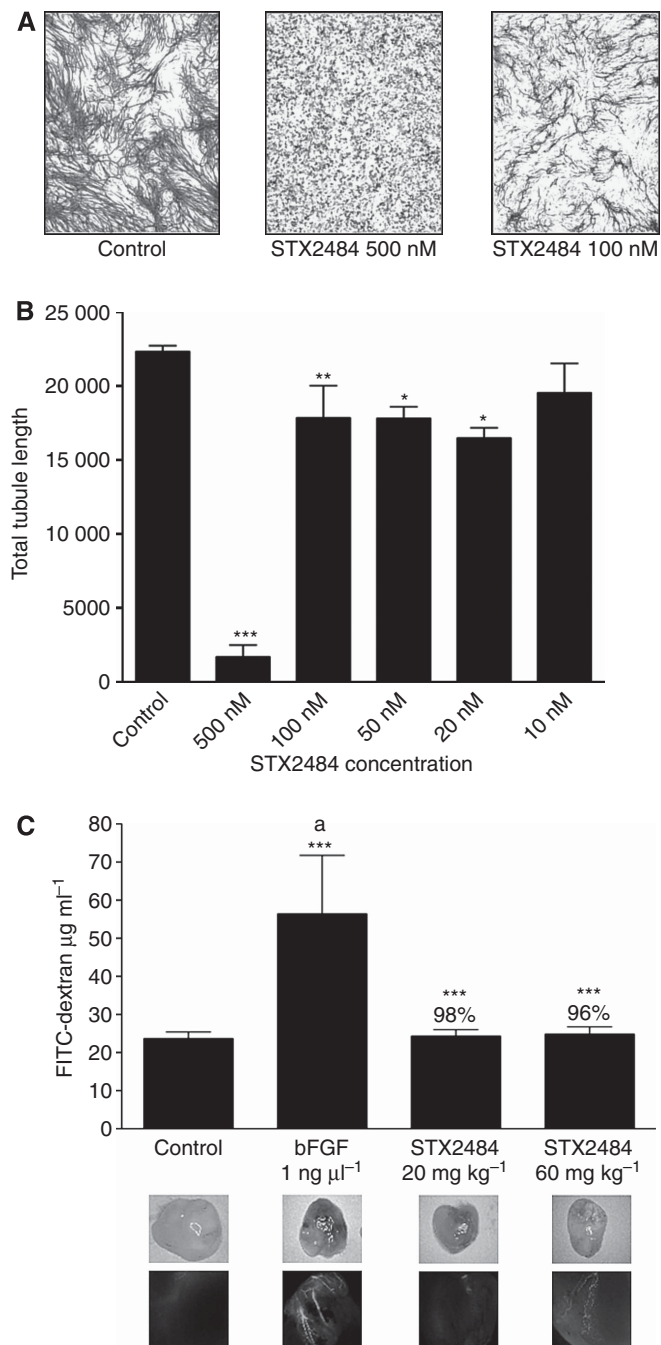 A
Control
STX2484 500 nM
STX2484 100 nM
B
25 000
20 000
15 000
10 000
5000
0
Total tubule length
***
**
*
*
Control
500 nM
100 nM
50 nM
20 nM
10 nM
STX2484 concentration
C
80
70
60
50
40
30
20
10
0
FITC-dextran µg ml⁻¹
a
***
***
98%
***
96%
Control
bFGF
1 ng µl⁻¹
STX2484
20 mg kg⁻¹
STX2484
60 mg kg⁻¹